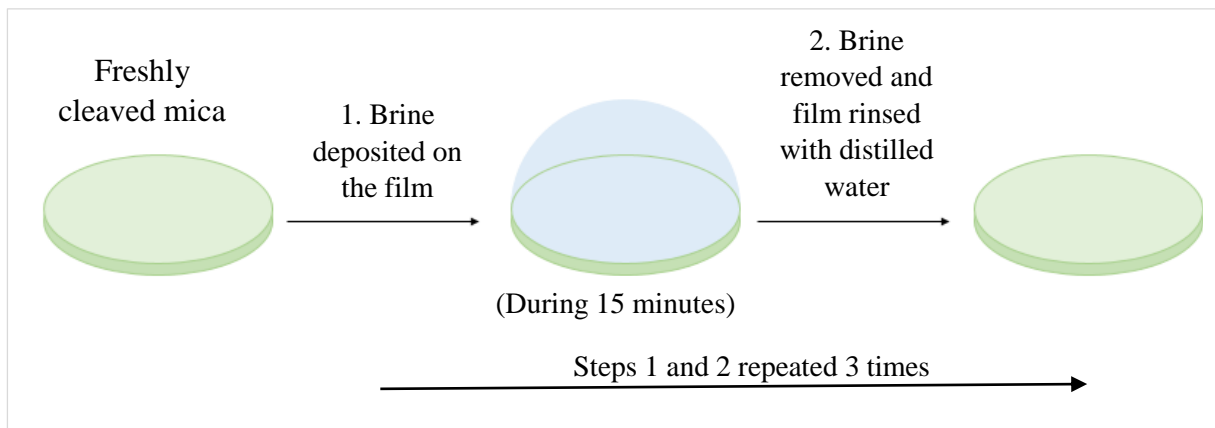 Freshly
cleaved mica
1. Brine
deposited on
the film
(During 15 minutes)
2. Brine
removed and
film rinsed
with distilled
water
Steps 1 and 2 repeated 3 times